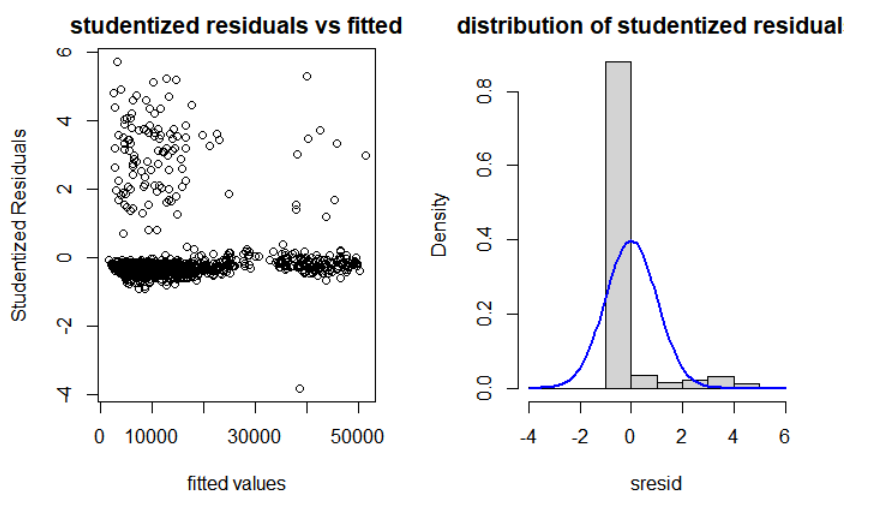 studentized residuals vs fitted
6
4
2
0
-2
-4
Studentized Residuals
0 10000 30000 50000
fitted values
distribution of studentized residual
0.8
0.6
0.4
0.2
0.0
Density
-4 -2 0 2 4 6
sresid